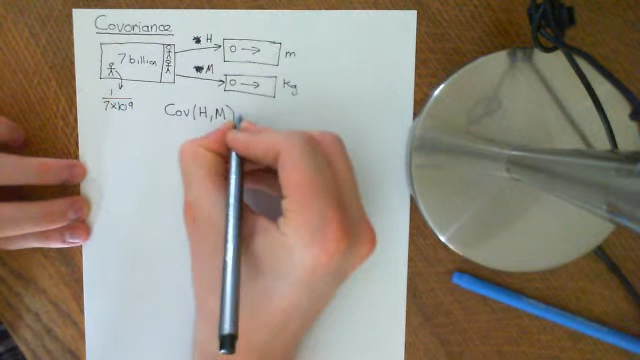 Covariance
7 billion
H
0 → m
M
0 → kg
1
7×10⁹
Cov(H,M)